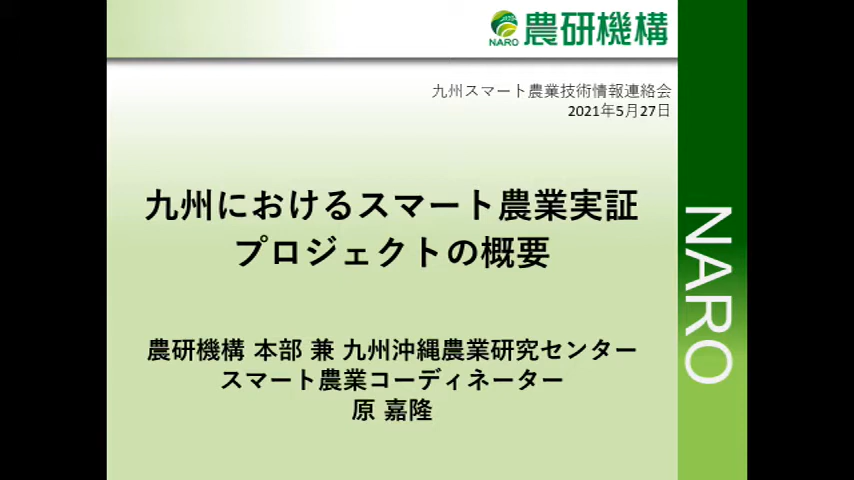 NARO 農研機構
九州スマート農業技術情報連絡会
2021年5月27日
九州におけるスマート農業実証
プロジェクトの概要
農研機構 本部 兼 九州沖縄農業研究センター
スマート農業コーディネーター
原 嘉隆
NARO